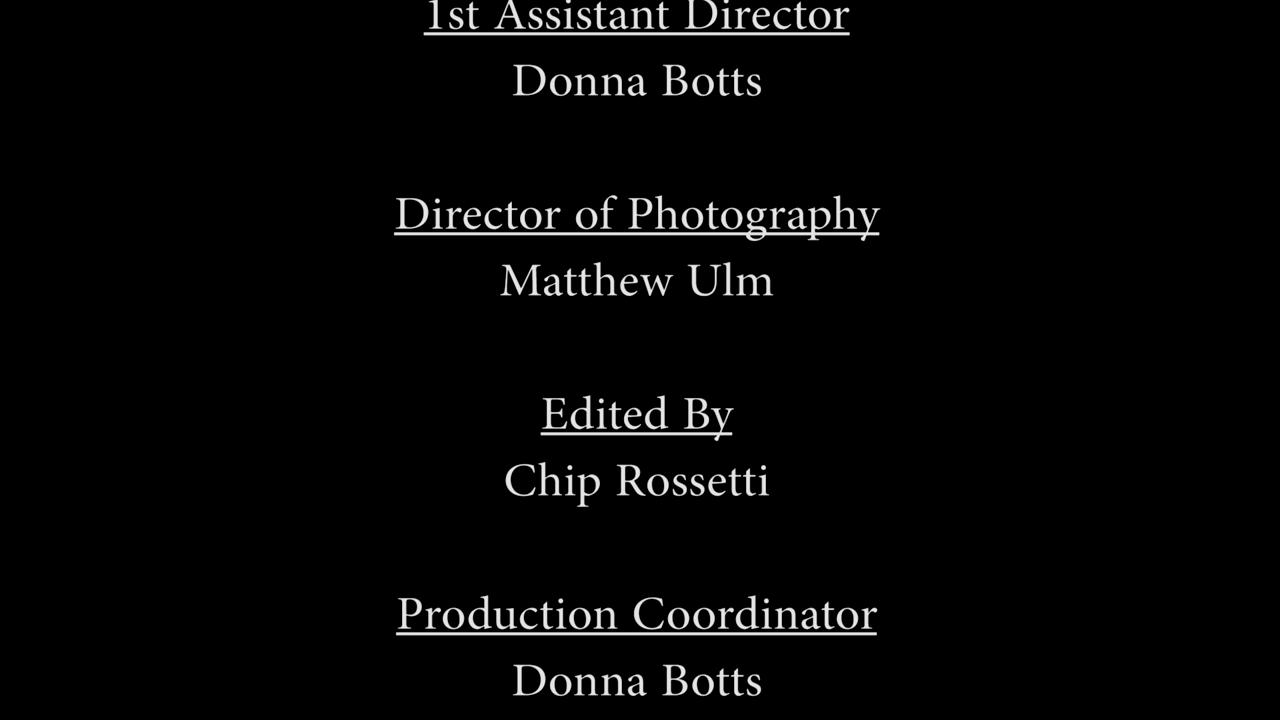 1st Assistant Director
Donna Botts
Director of Photography
Matthew Ulm
Edited By
Chip Rossetti
Production Coordinator
Donna Botts